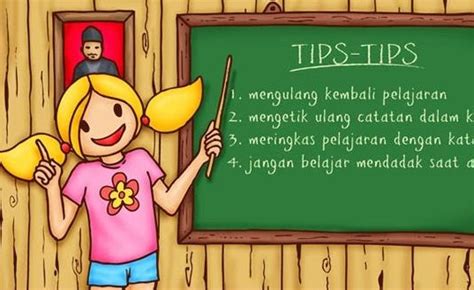 TIPS-TIPS
1. mengulang kembali pelajaran
2. mengetik ulang catatan dalam k
3. meringkas pelajaran dengan kata
4. jangan belajar mendadak saat a